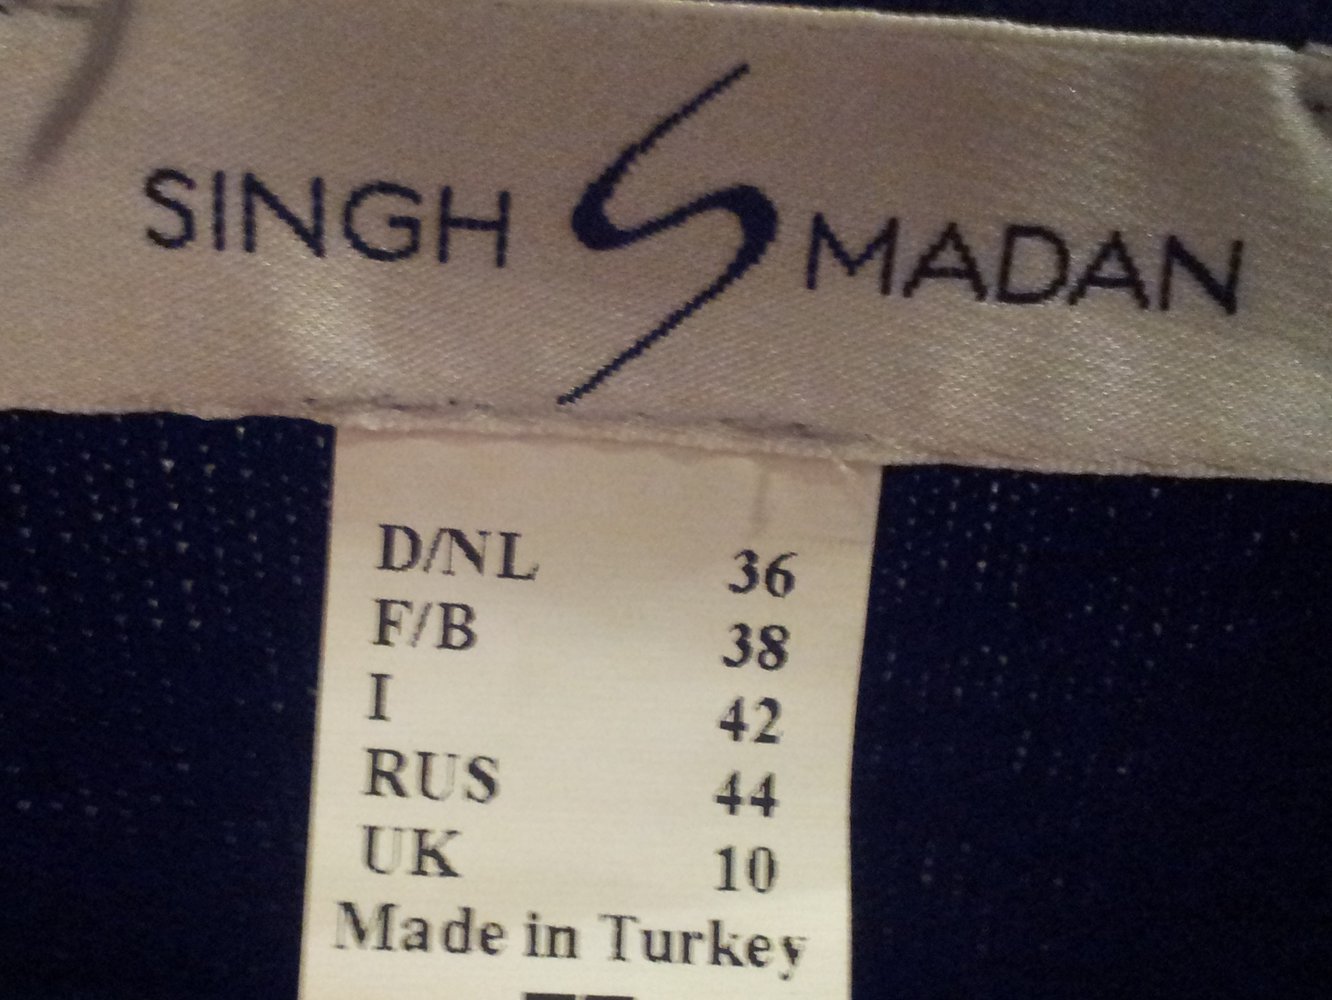 SINGH S MADAN
D/NL 36
F/B 38
I 42
RUS 44
UK 10
Made in Turkey